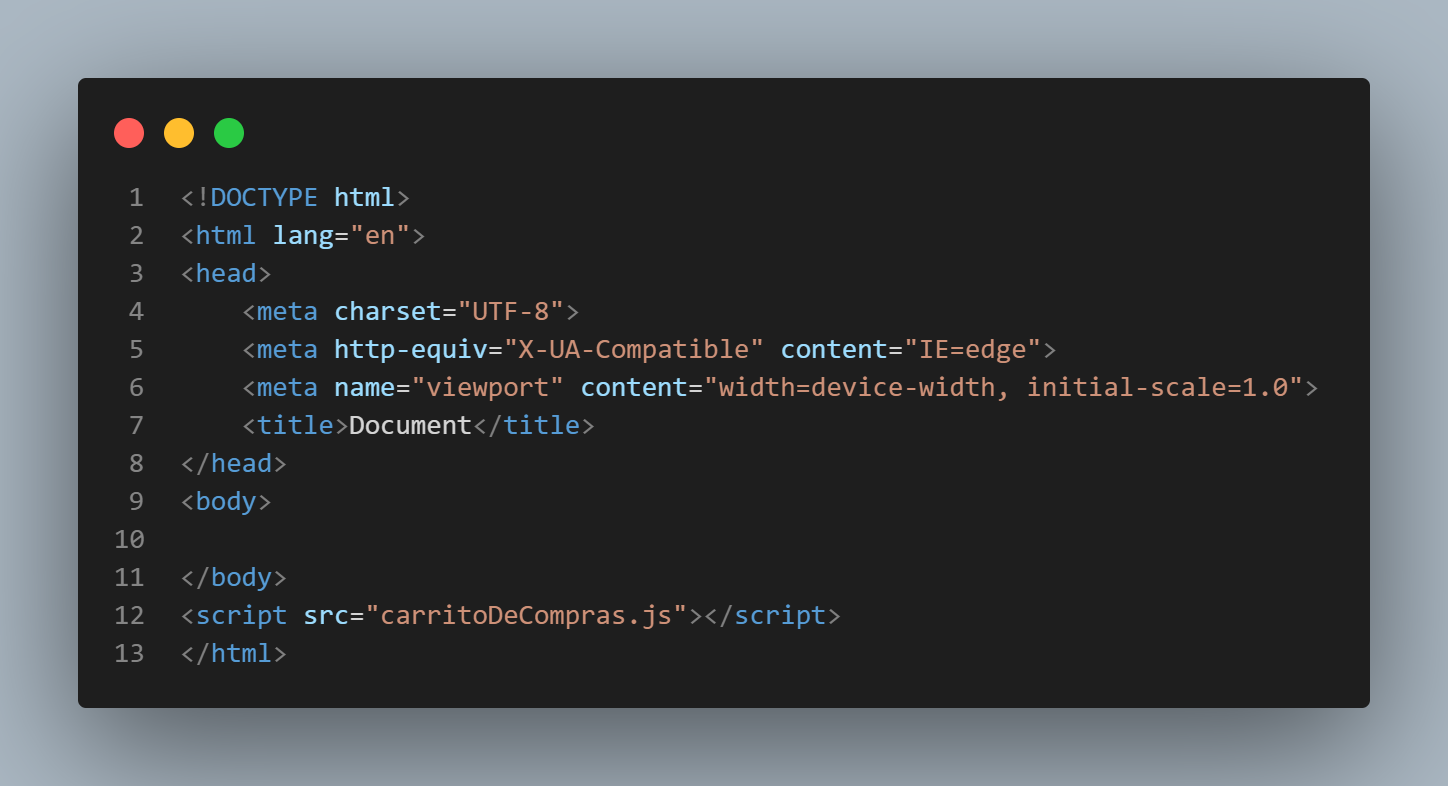 1 <!DOCTYPE html>
2 <html lang="en">
3 <head>
4     <meta charset="UTF-8">
5     <meta http-equiv="X-UA-Compatible" content="IE=edge">
6     <meta name="viewport" content="width=device-width, initial-scale=1.0">
7     <title>Document</title>
8 </head>
9 <body>
10
11 </body>
12 <script src="carritoDeCompras.js"></script>
13 </html>